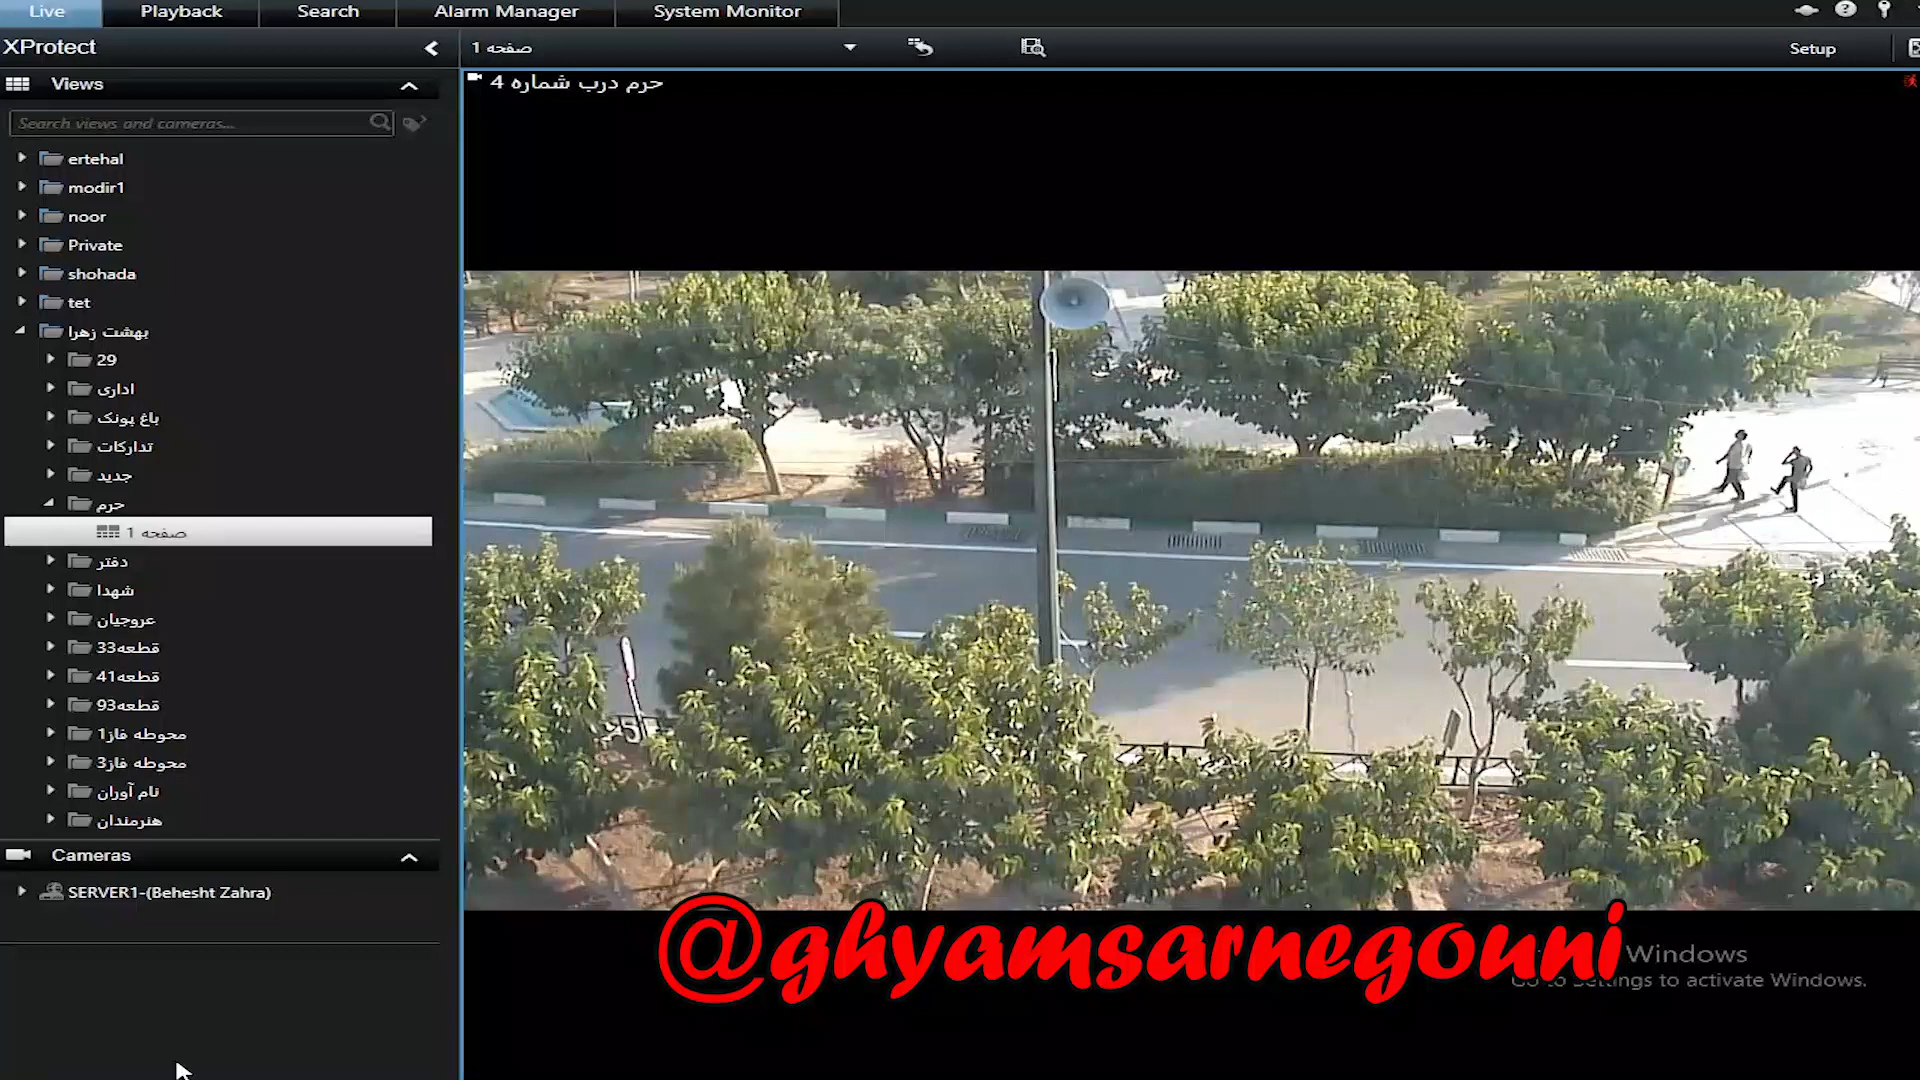 Live Playback Search Alarm Manager System Monitor
XProtect
صفحه 1
Setup
Views
Search views and cameras...
ertehal
modir1
noor
Private
shohada
tet
بهشت زهرا
29
اداری
باغ پونک
تدارکات
جدید
حرم
صفحه 1
دفتر
شهدا
عروجیان
قطعه33
قطعه41
قطعه93
محوطه فاز1
محوطه فاز3
نام آوران
هنرمندان
Cameras
SERVER1-(Behesht Zahra)
حرم درب شماره 4
@ghyamsarnegouni
Windows
Go to Settings to activate Windows.